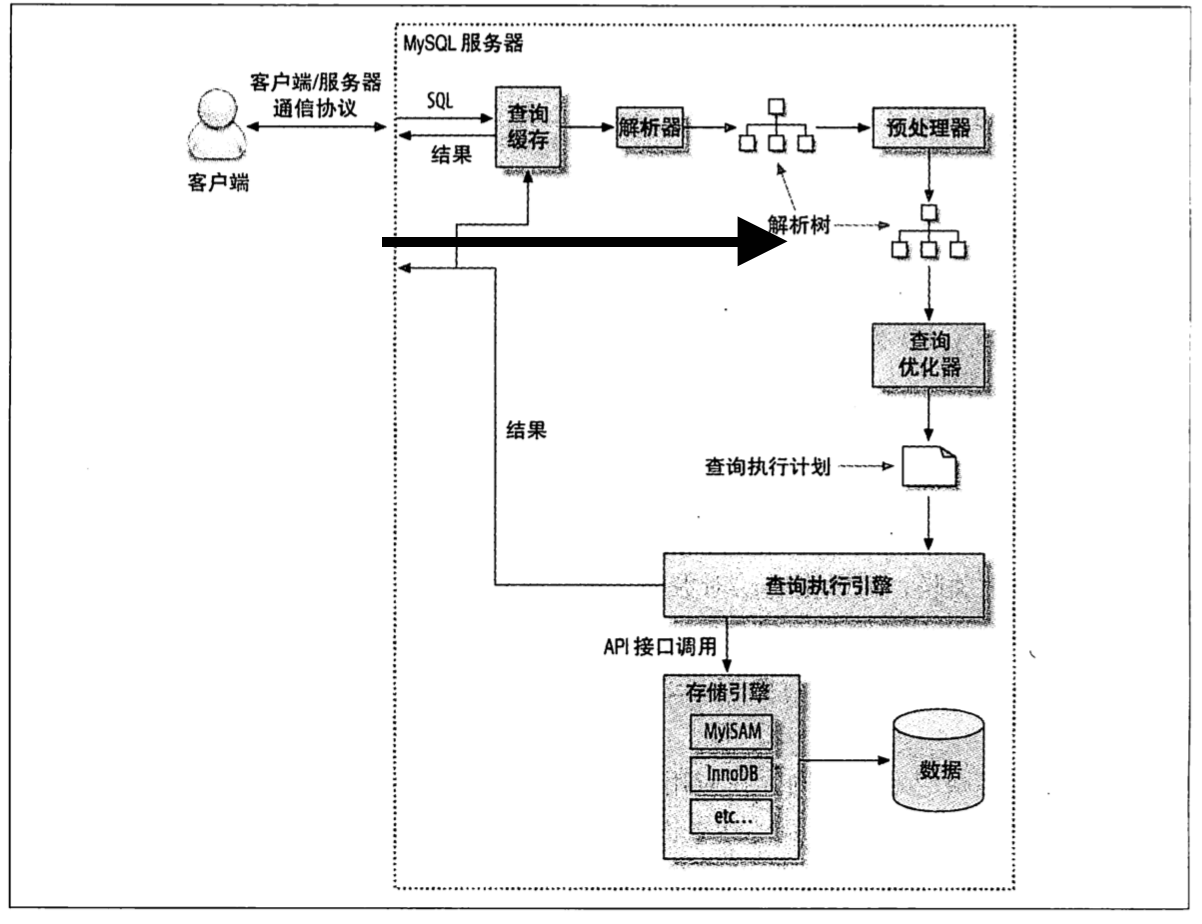 MySQL 服务器
客户端/服务器
通信协议
SQL
查询
缓存
解析器
预处理器
结果
客户端
解析树
查询
优化器
结果
查询执行计划
查询执行引擎
API 接口调用
存储引擎
MyISAM
InnoDB
etc...
数据